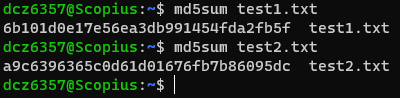 dcz6357@Scopius:~$ md5sum test1.txt
6b101d0e17e56ea3db991454fda2fb5f  test1.txt
dcz6357@Scopius:~$ md5sum test2.txt
a9c6396365c0d61d01676fb7b86095dc  test2.txt
dcz6357@Scopius:~$